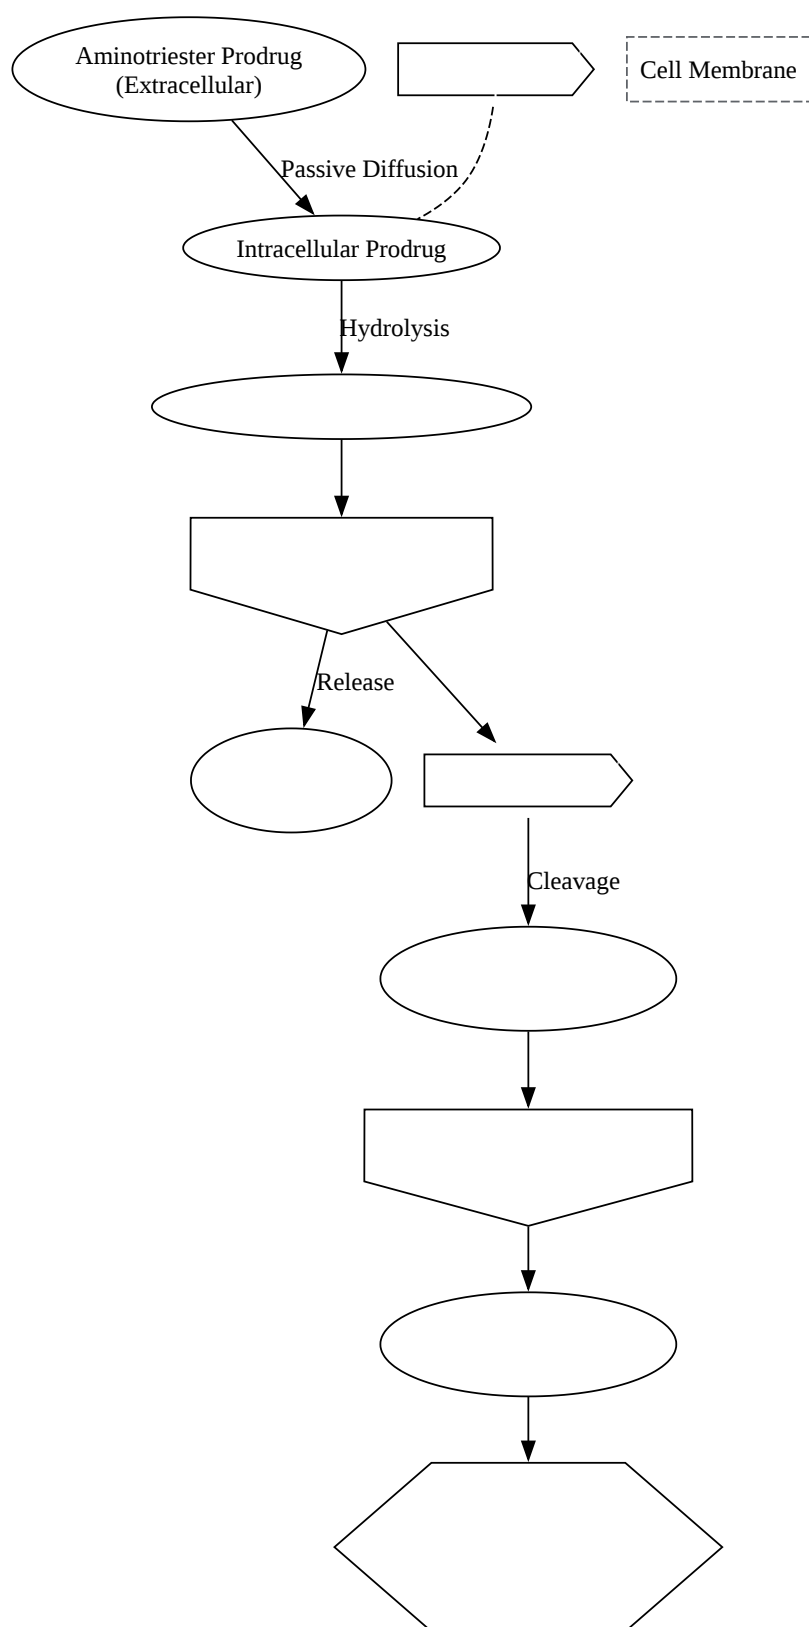 Aminotriester Prodrug
(Extracellular)
Cell Membrane
Passive Diffusion
Intracellular Prodrug
Hydrolysis
Release
Cleavage